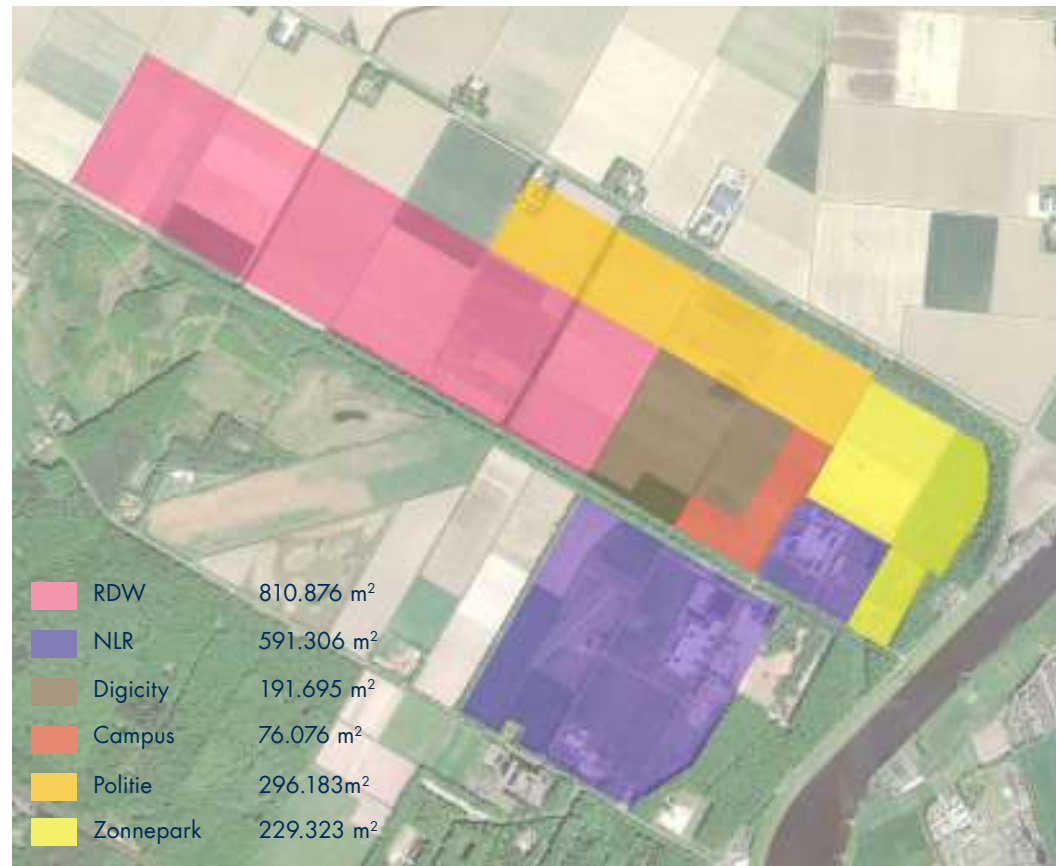 RDW 810.876 m²
NLR 591.306 m²
Digicity 191.695 m²
Campus 76.076 m²
Politie 296.183m²
Zonnepark 229.323 m²